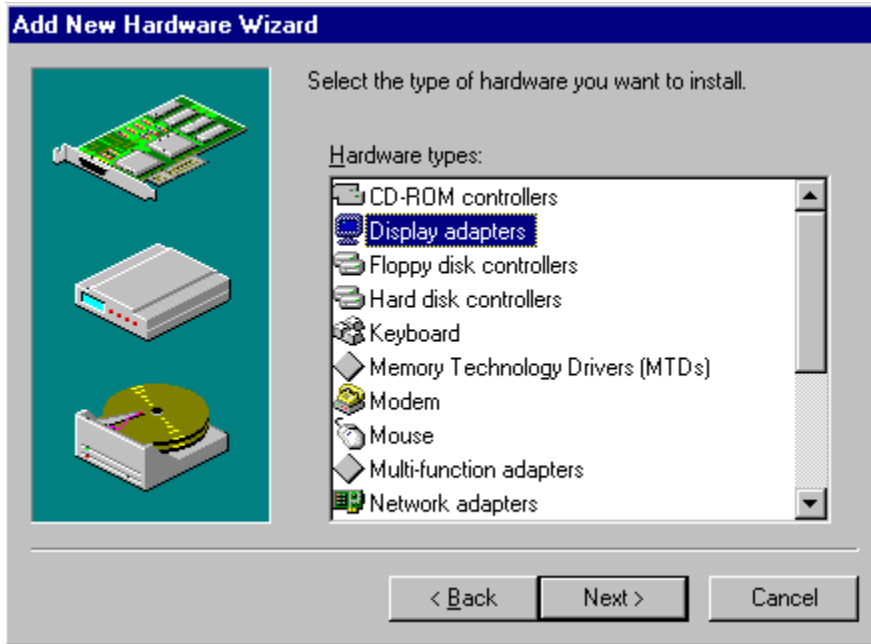 Add New Hardware Wizard
Select the type of hardware you want to install.
Hardware types:
CD-ROM controllers
Display adapters
Floppy disk controllers
Hard disk controllers
Keyboard
Memory Technology Drivers (MTDs)
Modem
Mouse
Multi-function adapters
Network adapters
< Back Next > Cancel